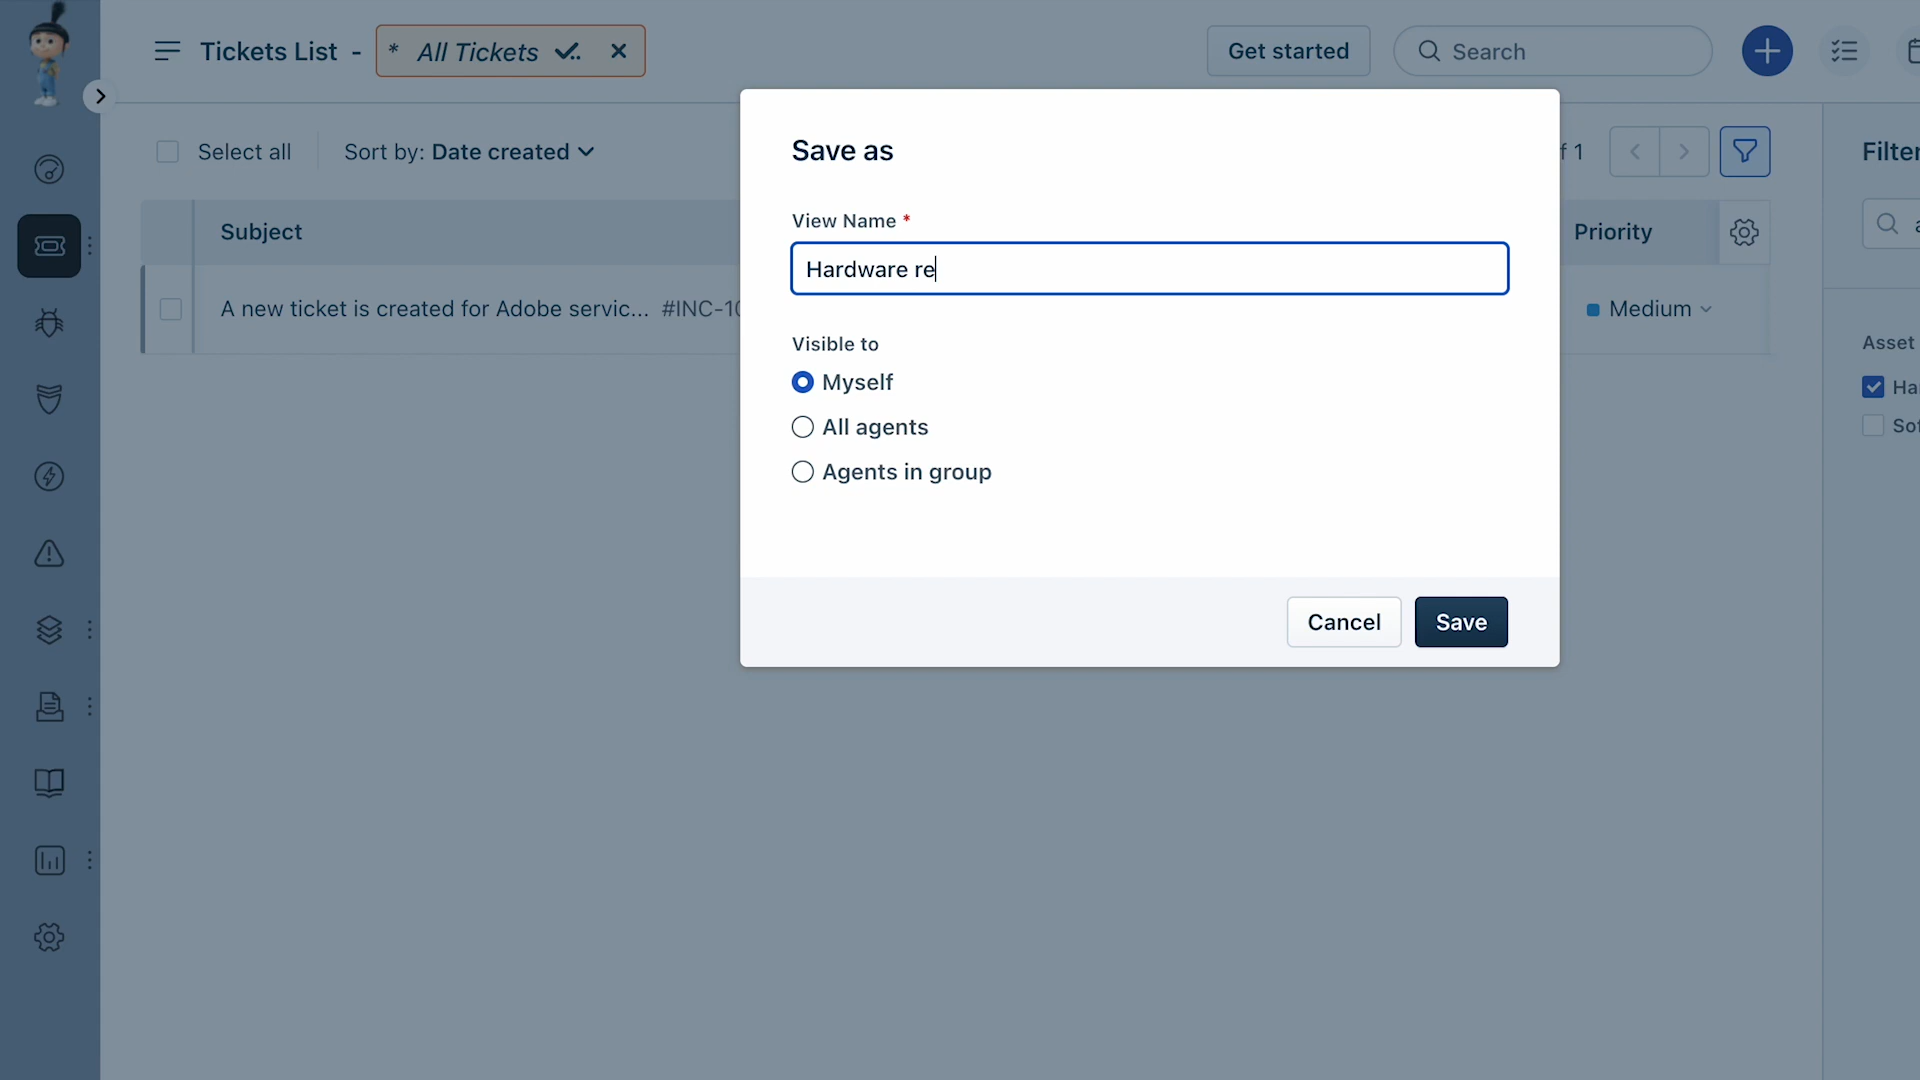 Tickets List - * All Tickets
Get started
Search
Select all
Sort by: Date created
f 1
Filter
Subject
Priority
A new ticket is created for Adobe servic... #INC-10
Medium
Asset
Ha
Sof
Save as
View Name *
Hardware re
Visible to
Myself
All agents
Agents in group
Cancel
Save